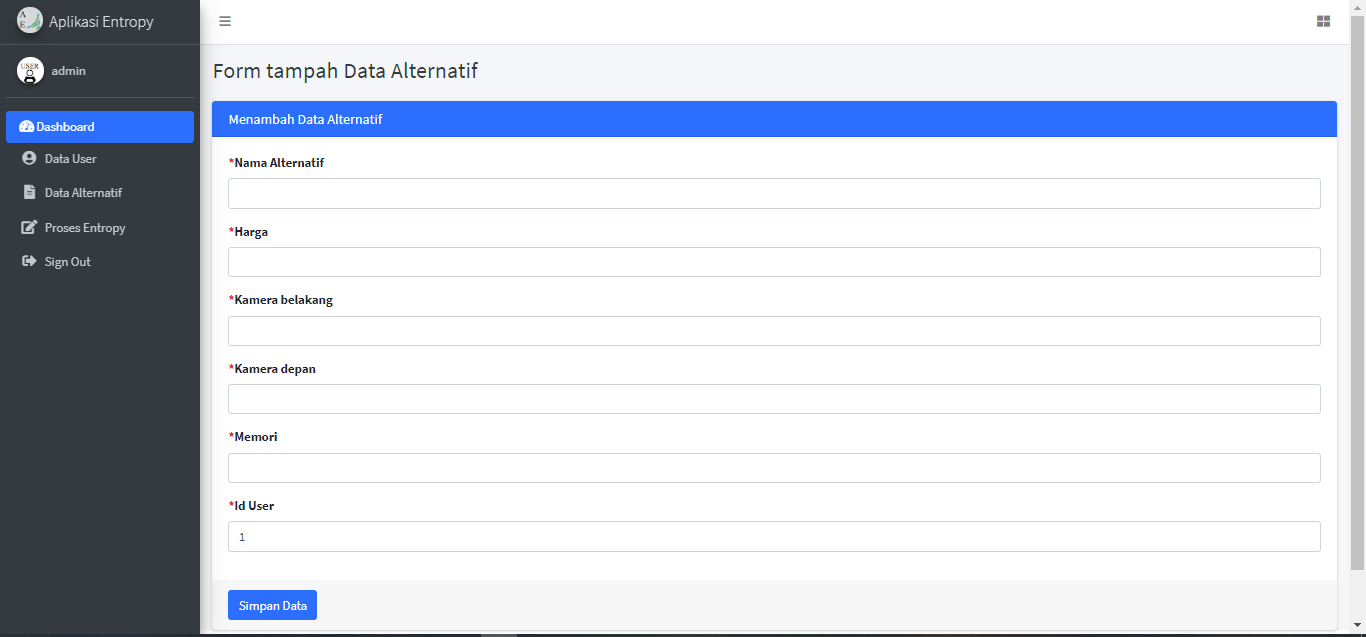 Aplikasi Entropy
USER
admin
Dashboard
Data User
Data Alternatif
Proses Entropy
Sign Out
Form tampah Data Alternatif
Menambah Data Alternatif
*Nama Alternatif
*Harga
*Kamera belakang
*Kamera depan
*Memori
*Id User
1
Simpan Data